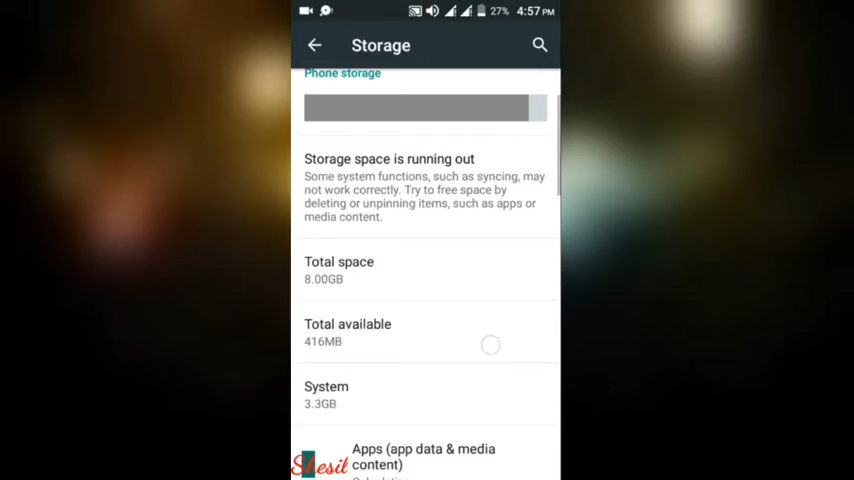 27% 4:57 PM
Storage
Phone storage
Storage space is running out
Some system functions, such as syncing, may
not work correctly. Try to free space by
deleting or unpinning items, such as apps or
media content.
Total space
8.00GB
Total available
416MB
System
3.3GB
Apps (app data & media
content)
Shesil